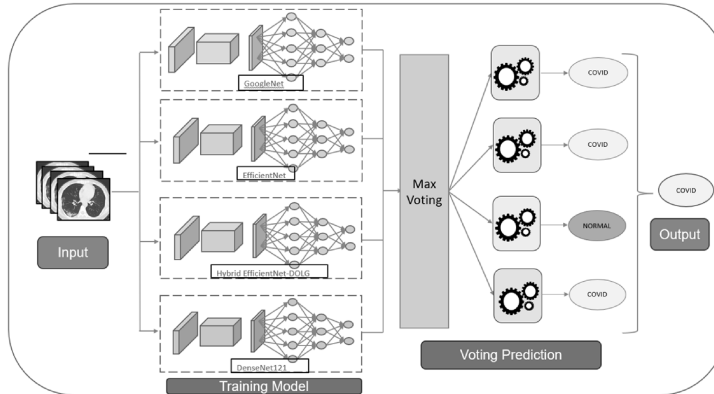 GoogleNet
EfficientNet
Hybrid EfficientNet-DOLG
DenseNet121
Input
Training Model
Max
Voting
COVID
COVID
NORMAL
COVID
Voting Prediction
COVID
Output